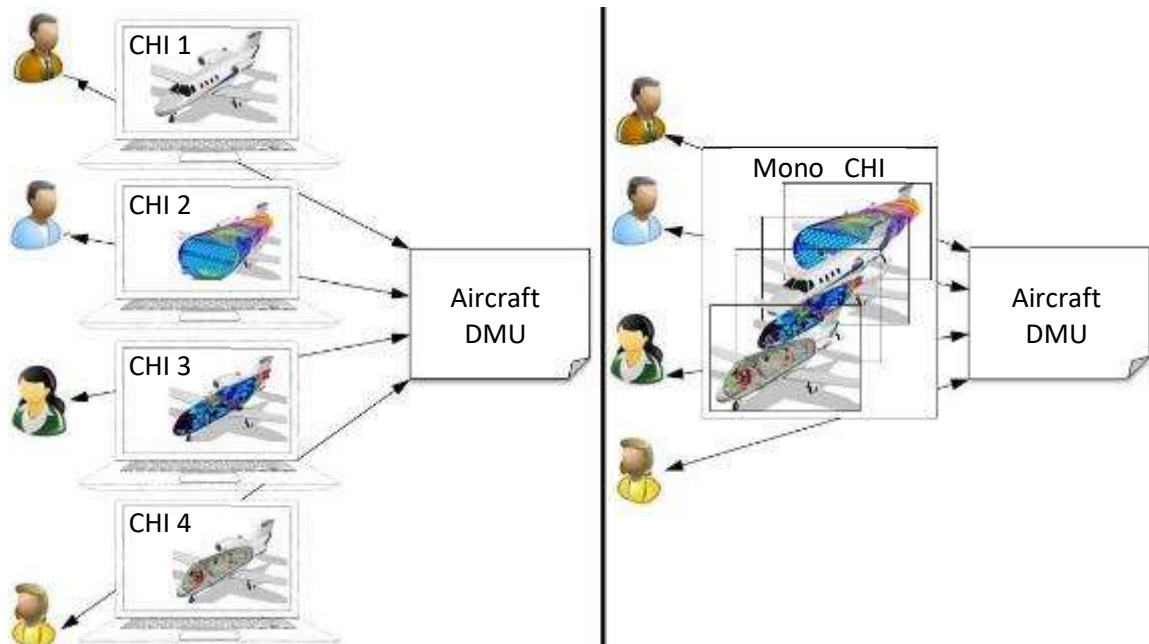 CHI 1
CHI 2
CHI 3
CHI 4
Aircraft
DMU
Mono CHI
Aircraft
DMU